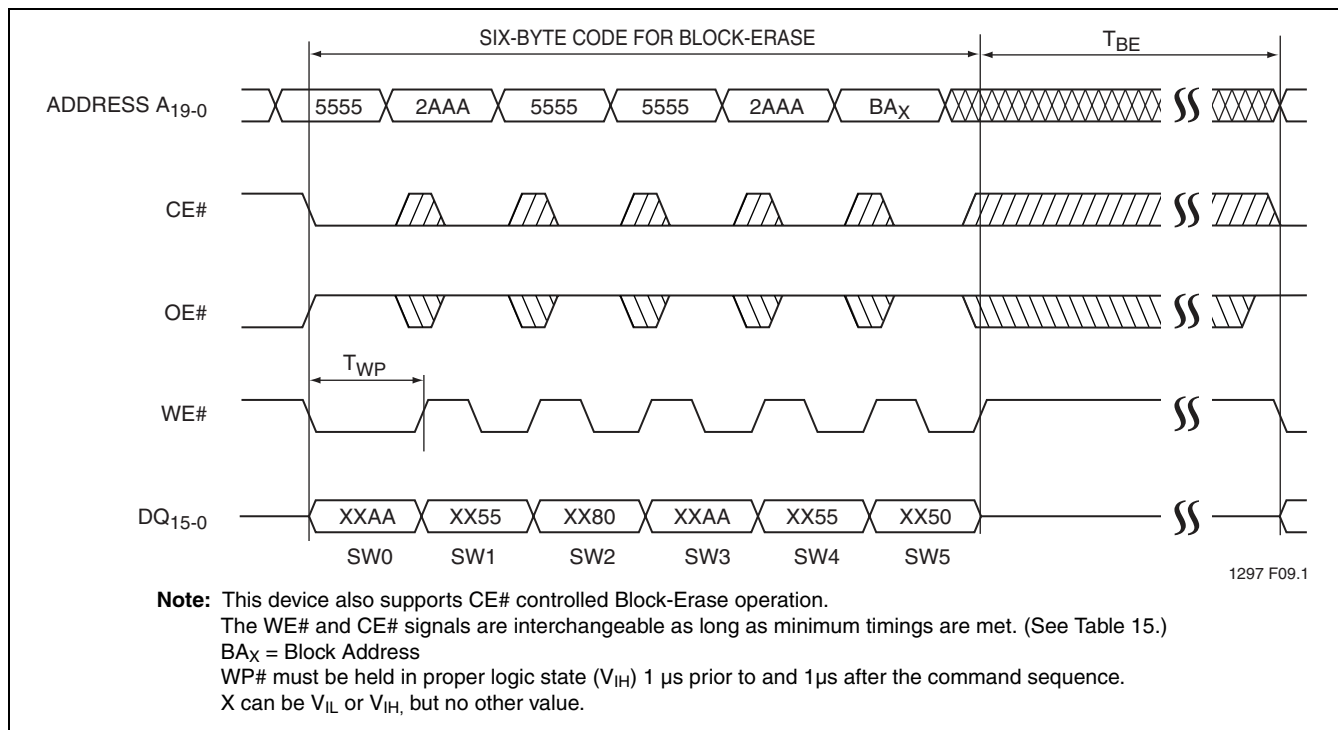 SIX-BYTE CODE FOR BLOCK-ERASE
TBE
ADDRESS A19-0
5555 2AAA 5555 5555 2AAA BAX
CE#
OE#
TWP
WE#
DQ15-0
XXAA XX55 XX80 XXAA XX55 XX50
SW0 SW1 SW2 SW3 SW4 SW5
1297 F09.1
Note: This device also supports CE# controlled Block-Erase operation.
The WE# and CE# signals are interchangeable as long as minimum timings are met. (See Table 15.)
BAX = Block Address
WP# must be held in proper logic state (VIH) 1 µs prior to and 1µs after the command sequence.
X can be VIL or VIH, but no other value.